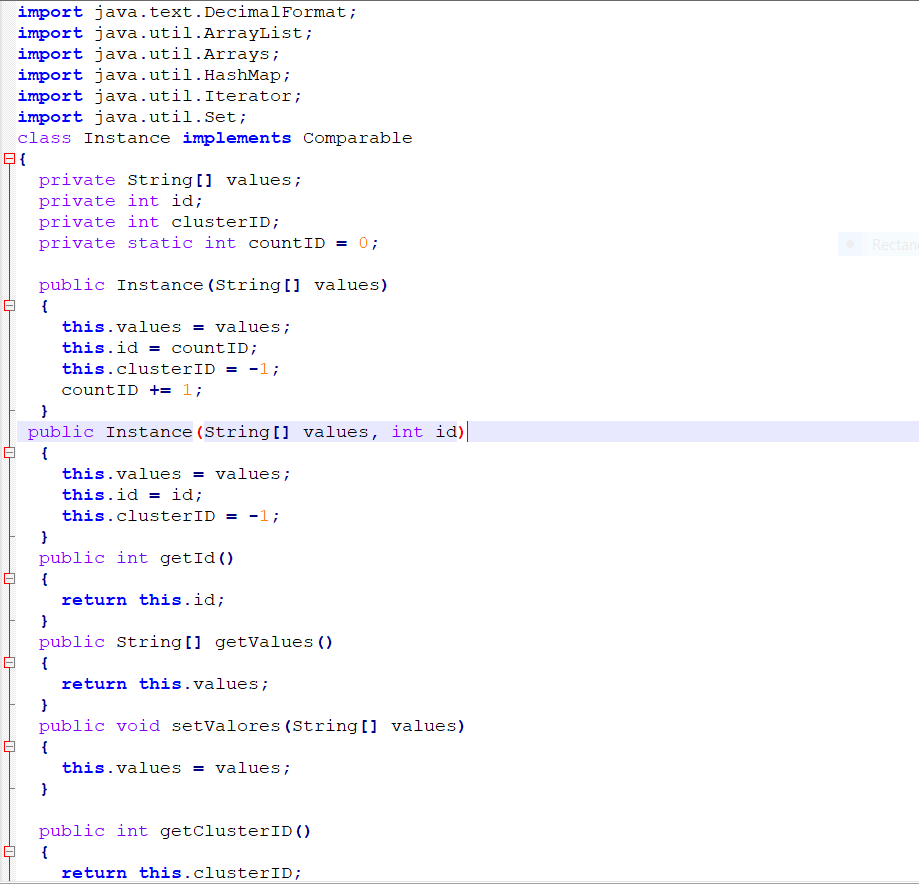 import java.text.DecimalFormat;
import java.util.ArrayList;
import java.util.Arrays;
import java.util.HashMap;
import java.util.Iterator;
import java.util.Set;
class Instance implements Comparable
{
private String[] values;
private int id;
private int clusterID;
private static int countID = 0;
public Instance(String[] values)
{
this.values = values;
this.id = countID;
this.clusterID = -1;
countID += 1;
}
public Instance(String[] values, int id)
{
this.values = values;
this.id = id;
this.clusterID = -1;
}
public int getId()
{
return this.id;
}
public String[] getValues()
{
return this.values;
}
public void setValores(String[] values)
{
this.values = values;
}
public int getClusterID()
{
return this.clusterID;